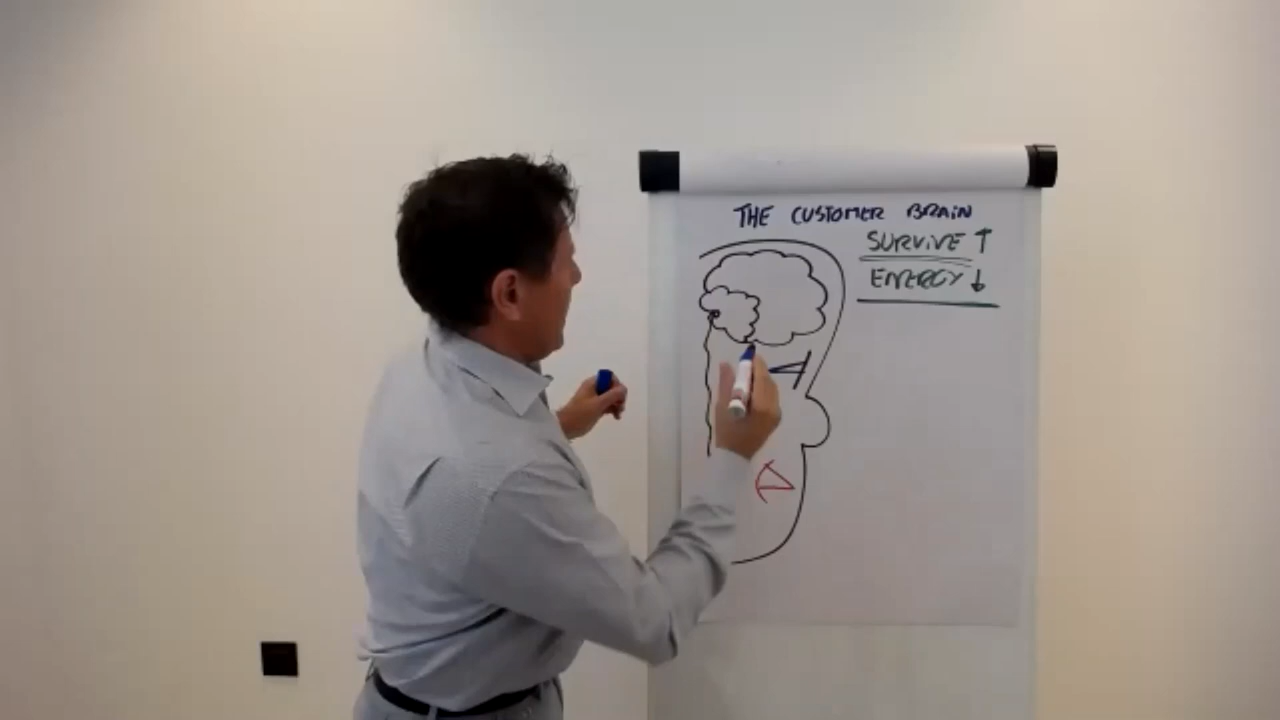 THE CUSTOMER BRAIN
SURVIVE ↑
ENERGY ↓